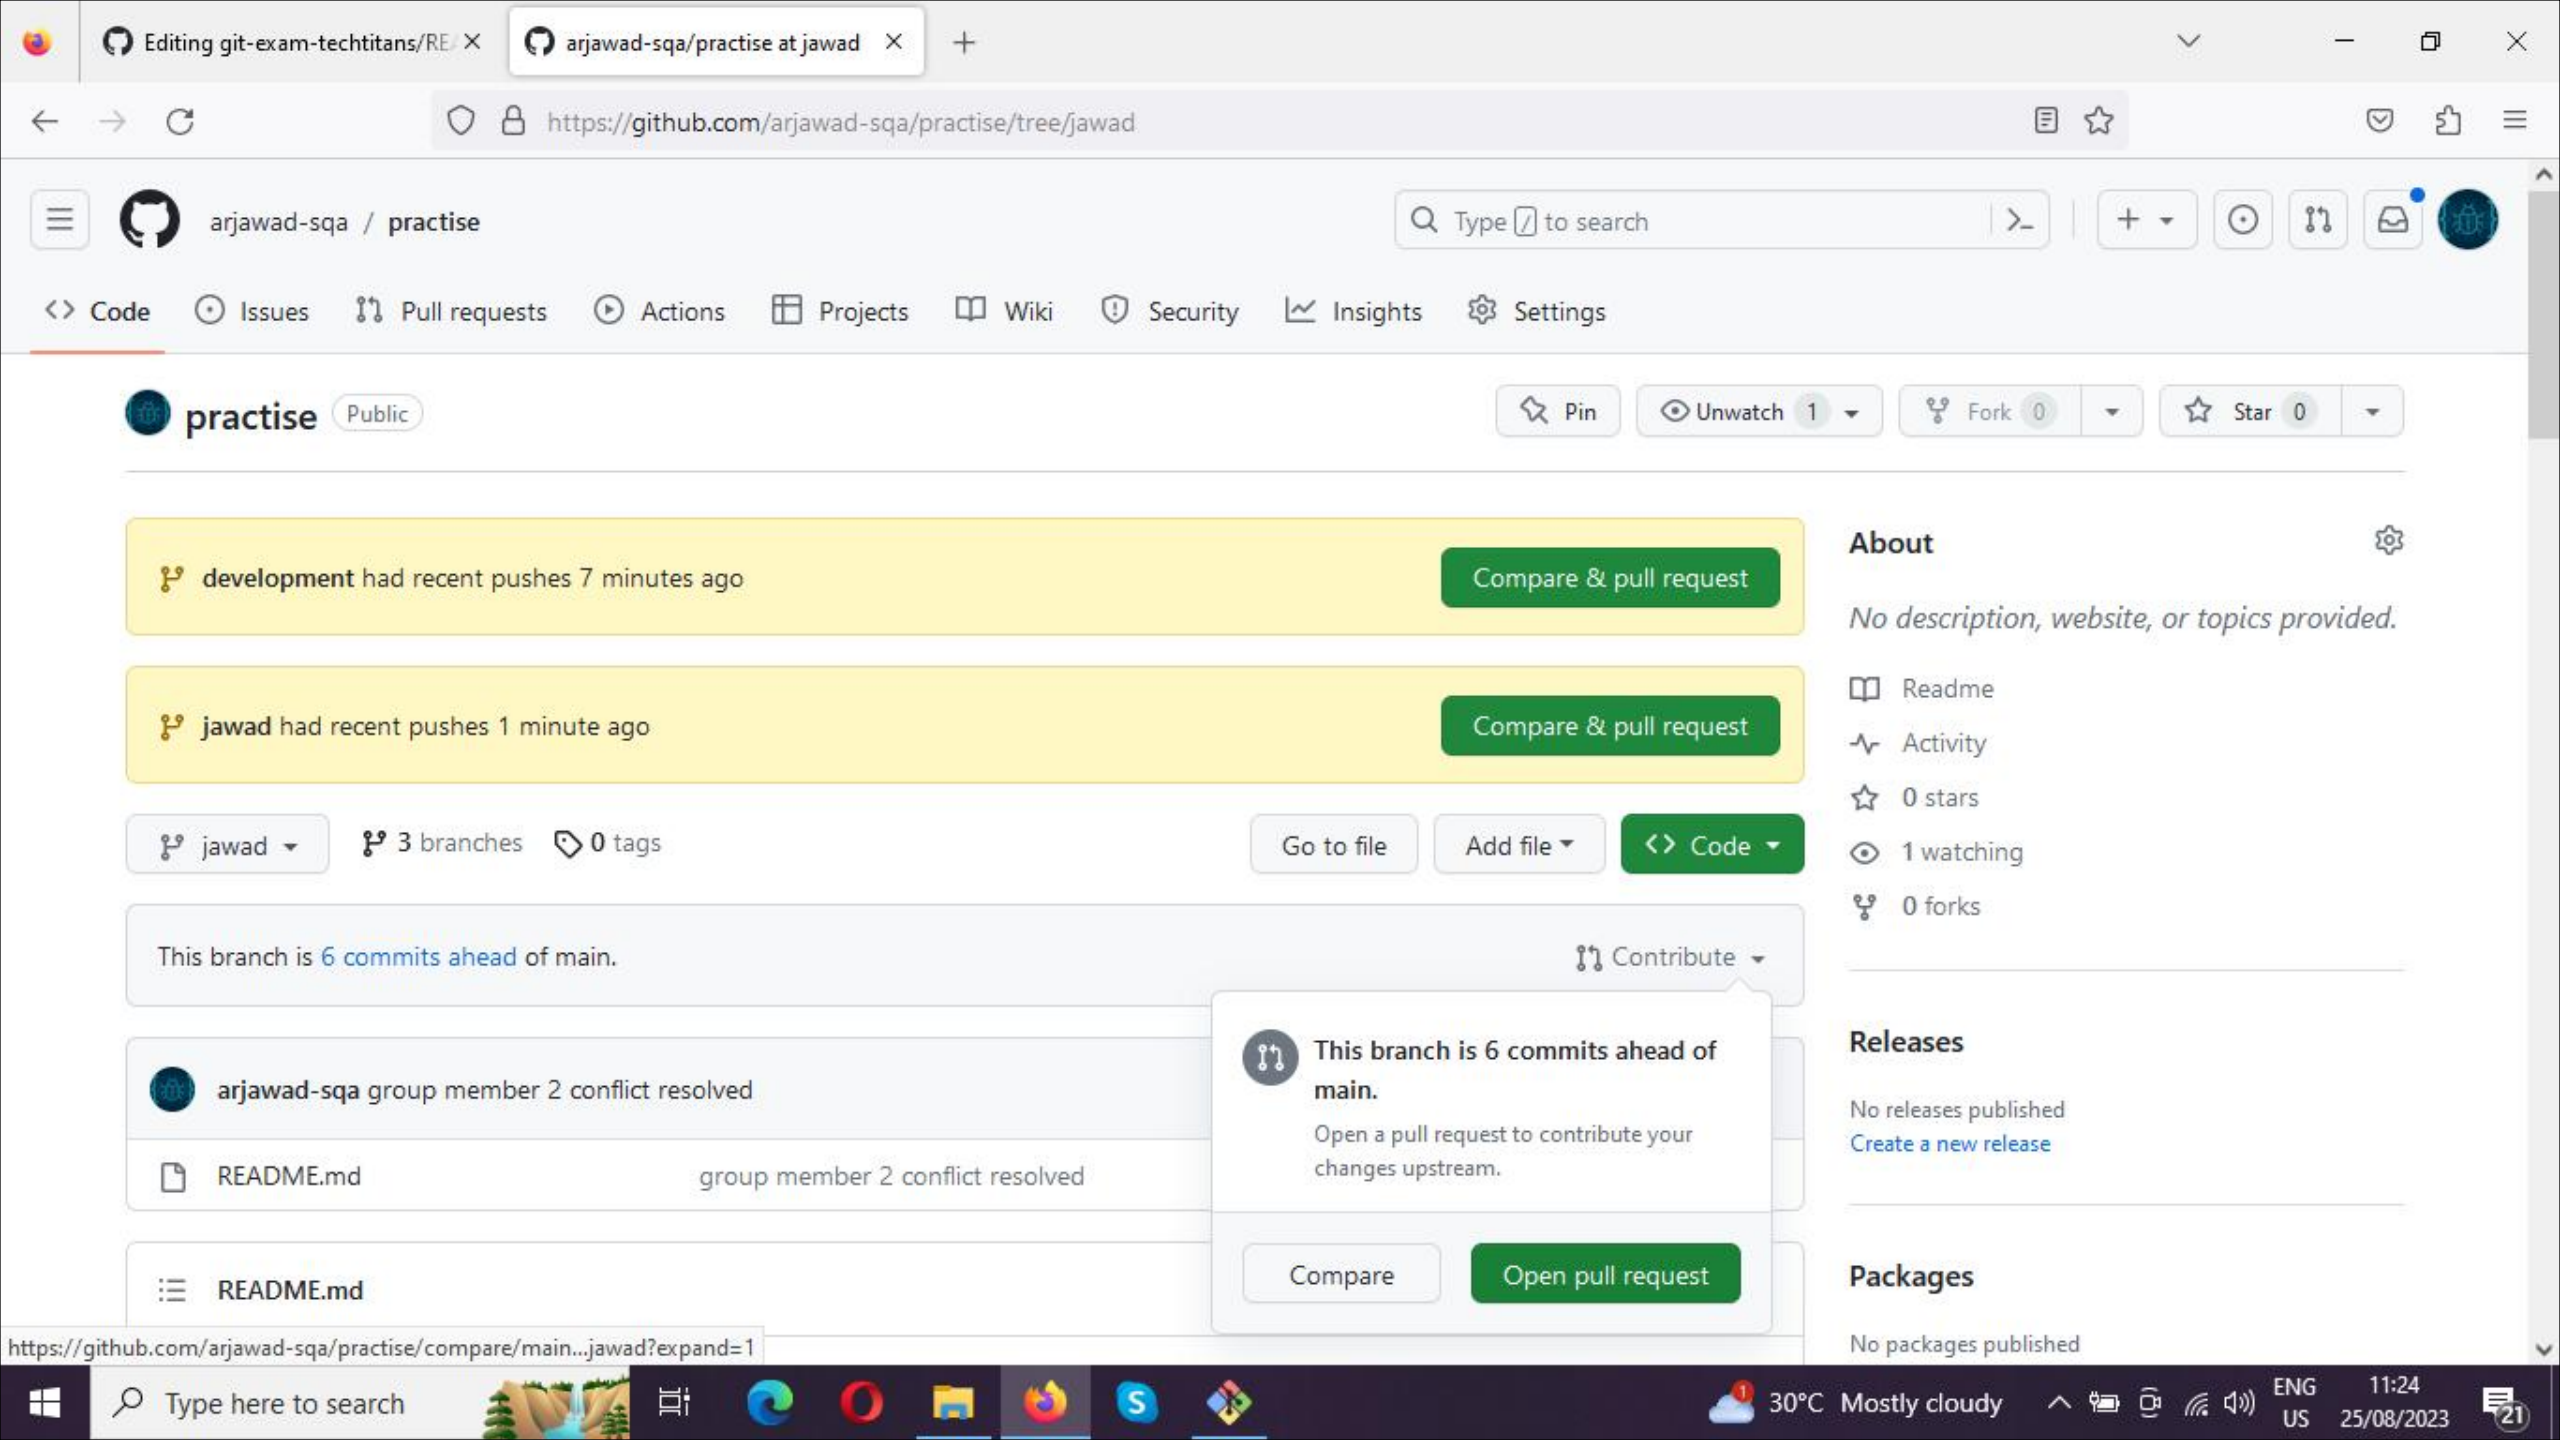 Editing git-exam-techtitans/RE
arjawad-sqa/practise at jawad
https://github.com/arjawad-sqa/practise/tree/jawad
arjawad-sqa / practise
Type / to search
Code
Issues
Pull requests
Actions
Projects
Wiki
Security
Insights
Settings
practise
Public
Pin
Unwatch 1
Fork 0
Star 0
development had recent pushes 7 minutes ago
Compare & pull request
jawad had recent pushes 1 minute ago
Compare & pull request
jawad
3 branches
0 tags
Go to file
Add file
Code
This branch is 6 commits ahead of main.
Contribute
This branch is 6 commits ahead of
main.
Open a pull request to contribute your
changes upstream.
Compare
Open pull request
arjawad-sqa group member 2 conflict resolved
README.md
group member 2 conflict resolved
README.md
About
No description, website, or topics provided.
Readme
Activity
0 stars
1 watching
0 forks
Releases
No releases published
Create a new release
Packages
No packages published
https://github.com/arjawad-sqa/practise/compare/main...jawad?expand=1
Type here to search
1
30°C Mostly cloudy
ENG
US
11:24
25/08/2023
21